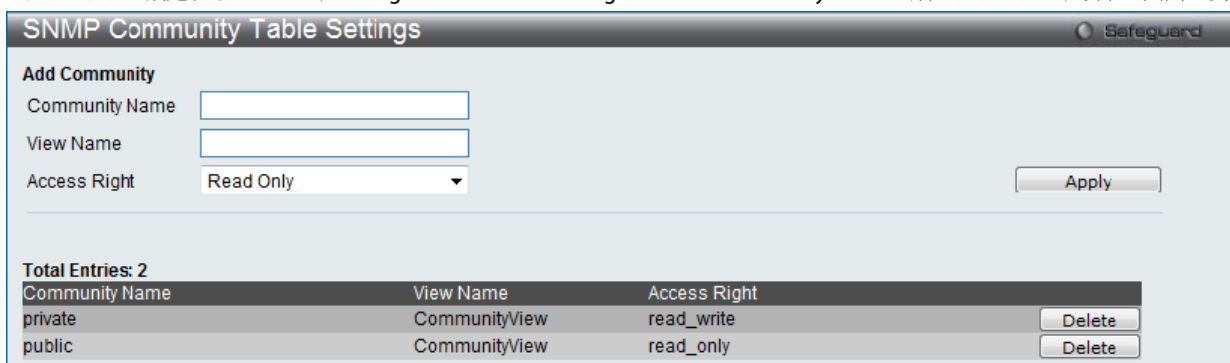 SNMP Community Table Settings
Safeguard
Add Community
Community Name
View Name
Access Right Read Only Apply
Total Entries: 2
Community Name View Name Access Right
private CommunityView read_write Delete
public CommunityView read_only Delete